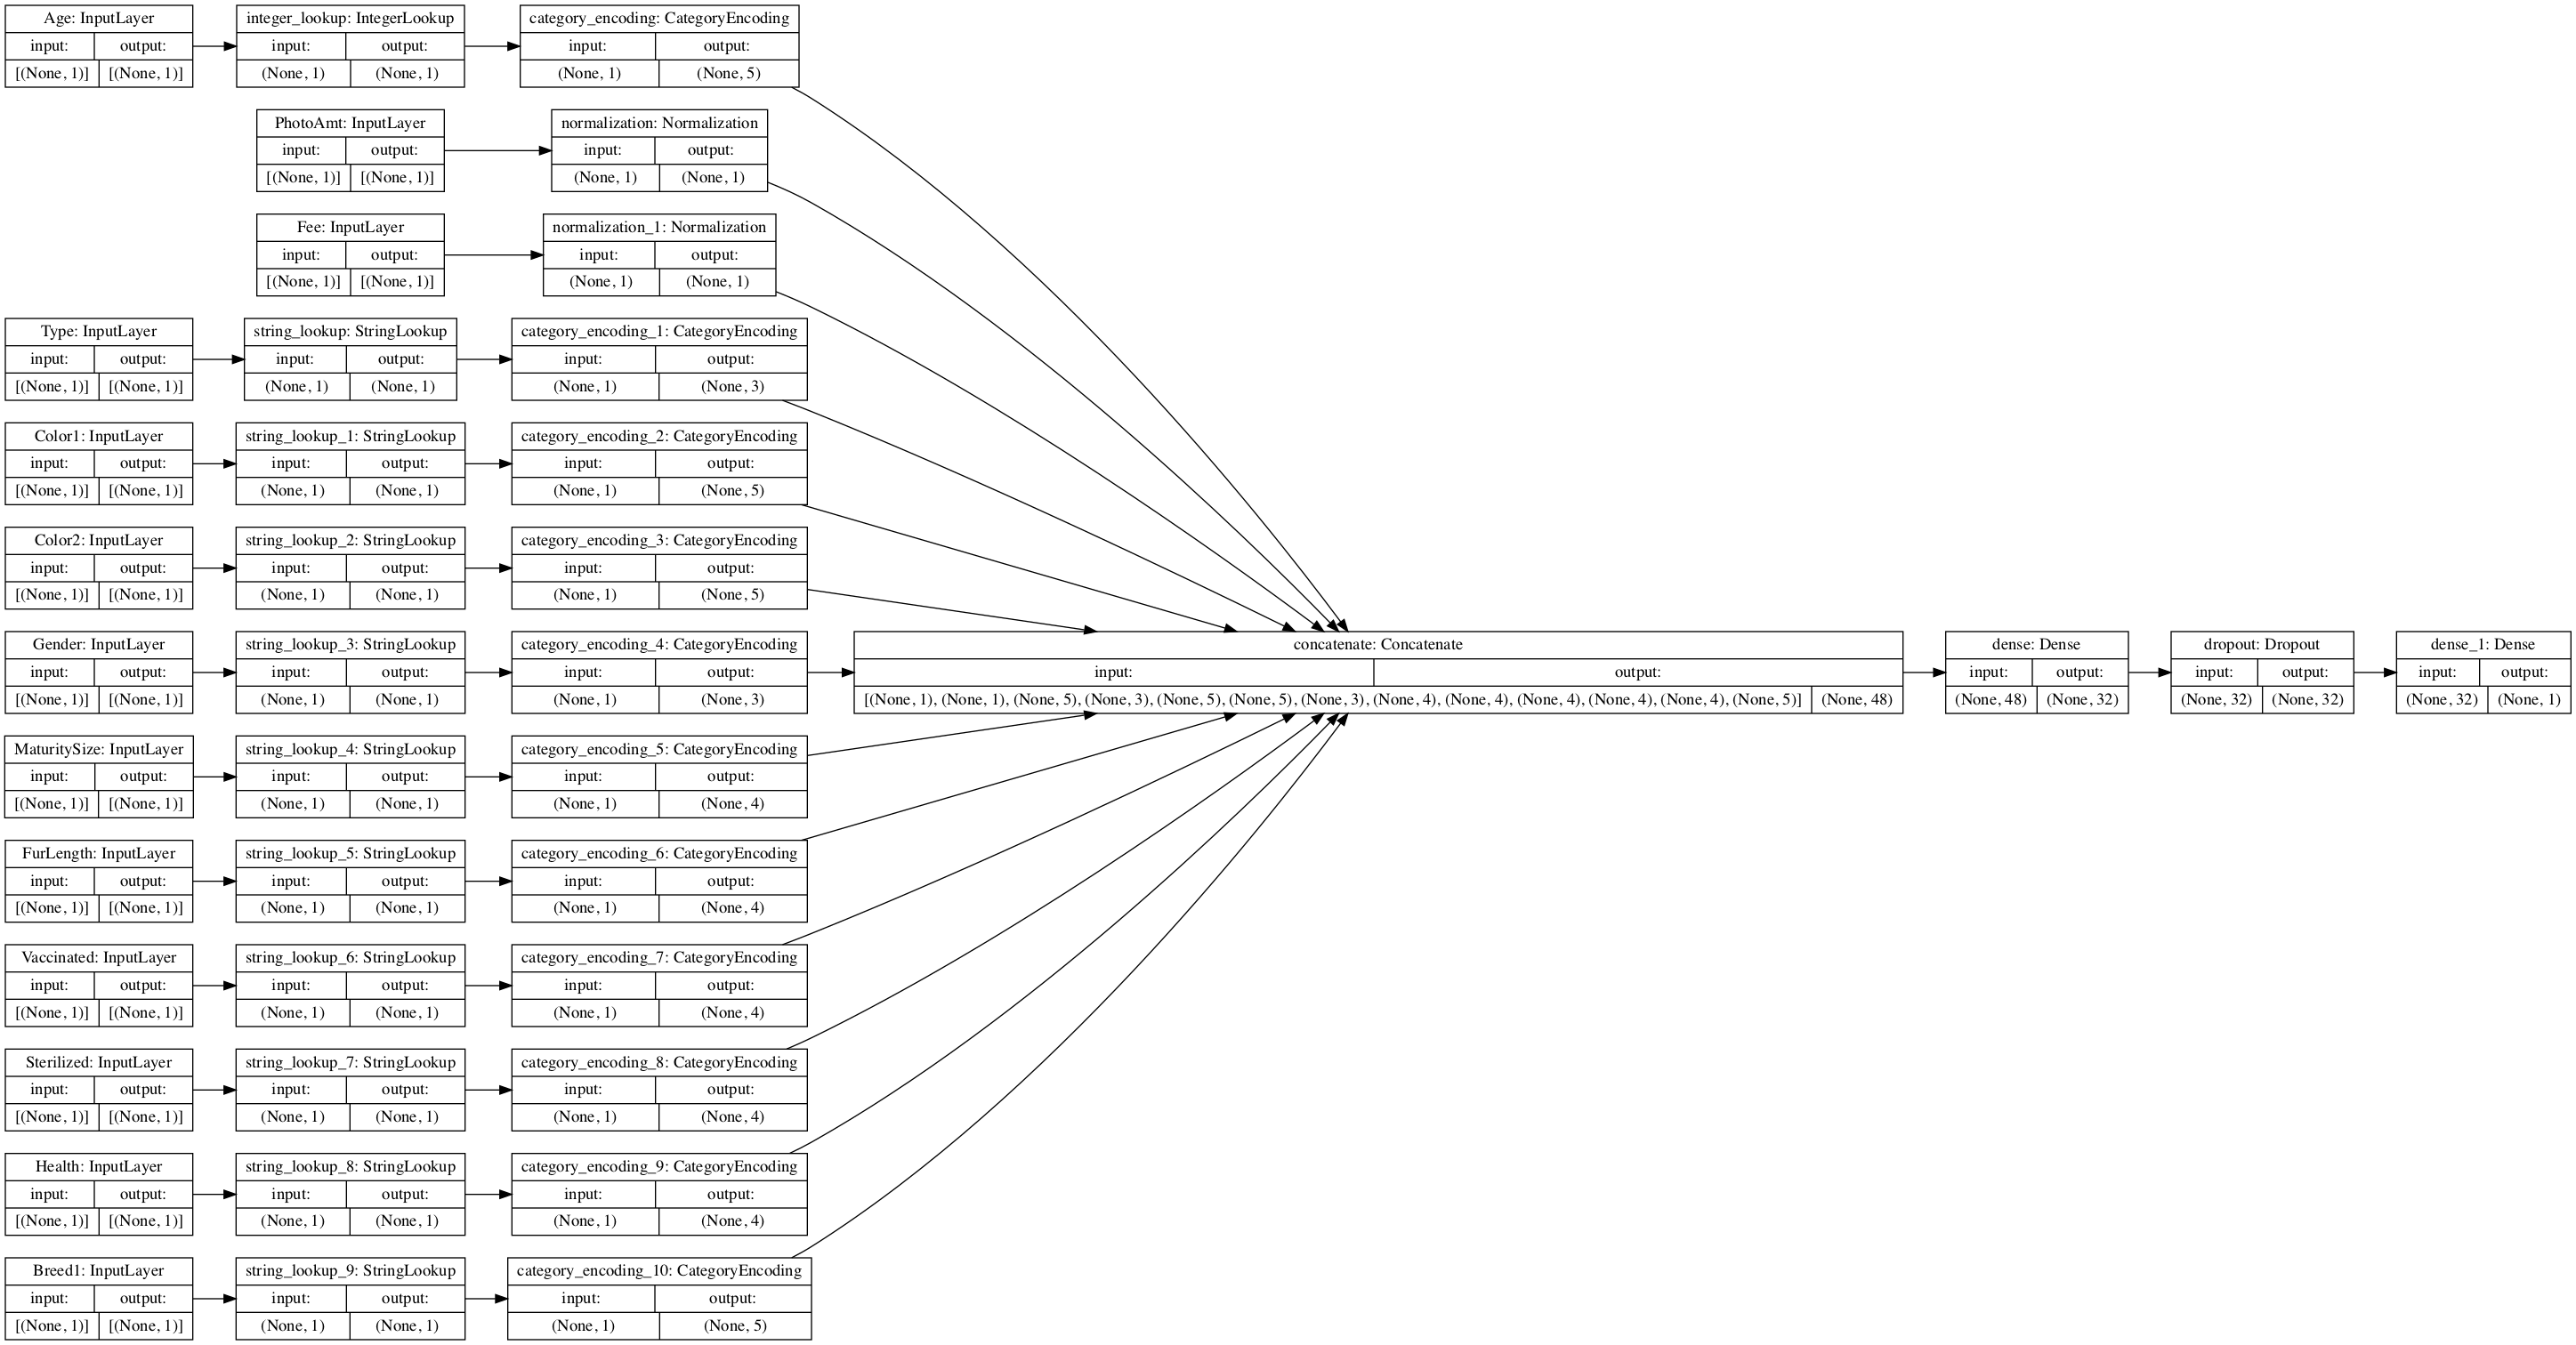 Age: InputLayer
input: output:
[(None, 1)] [(None, 1)]
integer_lookup: IntegerLookup
input: output:
(None, 1) (None, 1)
category_encoding: CategoryEncoding
input: output:
(None, 1) (None, 5)
PhotoAmt: InputLayer
input: output:
[(None, 1)] [(None, 1)]
normalization: Normalization
input: output:
(None, 1) (None, 1)
Fee: InputLayer
input: output:
[(None, 1)] [(None, 1)]
normalization_1: Normalization
input: output:
(None, 1) (None, 1)
Type: InputLayer
input: output:
[(None, 1)] [(None, 1)]
string_lookup: StringLookup
input: output:
(None, 1) (None, 1)
category_encoding_1: CategoryEncoding
input: output:
(None, 1) (None, 3)
Color1: InputLayer
input: output:
[(None, 1)] [(None, 1)]
string_lookup_1: StringLookup
input: output:
(None, 1) (None, 1)
category_encoding_2: CategoryEncoding
input: output:
(None, 1) (None, 5)
Color2: InputLayer
input: output:
[(None, 1)] [(None, 1)]
string_lookup_2: StringLookup
input: output:
(None, 1) (None, 1)
category_encoding_3: CategoryEncoding
input: output:
(None, 1) (None, 5)
Gender: InputLayer
input: output:
[(None, 1)] [(None, 1)]
string_lookup_3: StringLookup
input: output:
(None, 1) (None, 1)
category_encoding_4: CategoryEncoding
input: output:
(None, 1) (None, 3)
concatenate: Concatenate
input: output:
[(None, 1), (None, 1), (None, 5), (None, 3), (None, 5), (None, 5), (None, 3), (None, 4), (None, 4), (None, 4), (None, 4), (None, 4), (None, 5)] (None, 48)
dense: Dense
input: output:
(None, 48) (None, 32)
dropout: Dropout
input: output:
(None, 32) (None, 32)
dense_1: Dense
input: output:
(None, 32) (None, 1)
MaturitySize: InputLayer
input: output:
[(None, 1)] [(None, 1)]
string_lookup_4: StringLookup
input: output:
(None, 1) (None, 1)
category_encoding_5: CategoryEncoding
input: output:
(None, 1) (None, 4)
FurLength: InputLayer
input: output:
[(None, 1)] [(None, 1)]
string_lookup_5: StringLookup
input: output:
(None, 1) (None, 1)
category_encoding_6: CategoryEncoding
input: output:
(None, 1) (None, 4)
Vaccinated: InputLayer
input: output:
[(None, 1)] [(None, 1)]
string_lookup_6: StringLookup
input: output:
(None, 1) (None, 1)
category_encoding_7: CategoryEncoding
input: output:
(None, 1) (None, 4)
Sterilized: InputLayer
input: output:
[(None, 1)] [(None, 1)]
string_lookup_7: StringLookup
input: output:
(None, 1) (None, 1)
category_encoding_8: CategoryEncoding
input: output:
(None, 1) (None, 4)
Health: InputLayer
input: output:
[(None, 1)] [(None, 1)]
string_lookup_8: StringLookup
input: output:
(None, 1) (None, 1)
category_encoding_9: CategoryEncoding
input: output:
(None, 1) (None, 4)
Breed1: InputLayer
input: output:
[(None, 1)] [(None, 1)]
string_lookup_9: StringLookup
input: output:
(None, 1) (None, 1)
category_encoding_10: CategoryEncoding
input: output:
(None, 1) (None, 5)